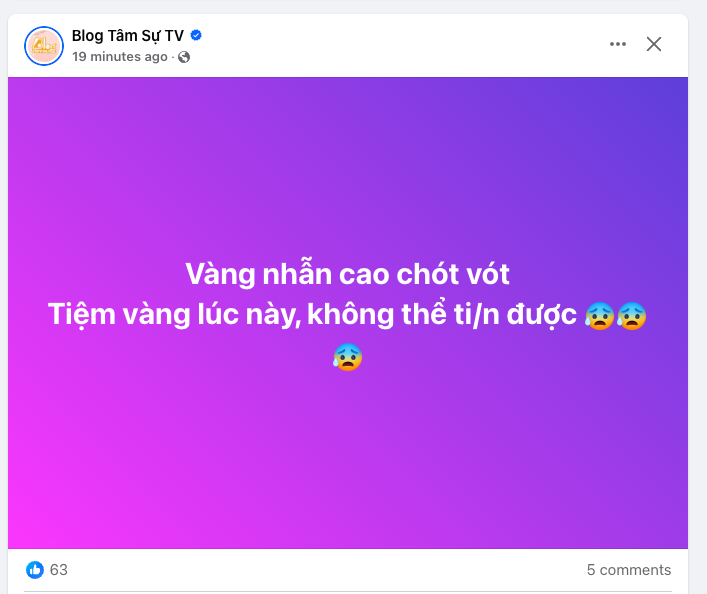 Blog Tâm Sự TV
19 minutes ago ·
Vàng nhẫn cao chót vót
Tiệm vàng lúc này, không thể ti/n được 😰😰
😰
63
5 comments